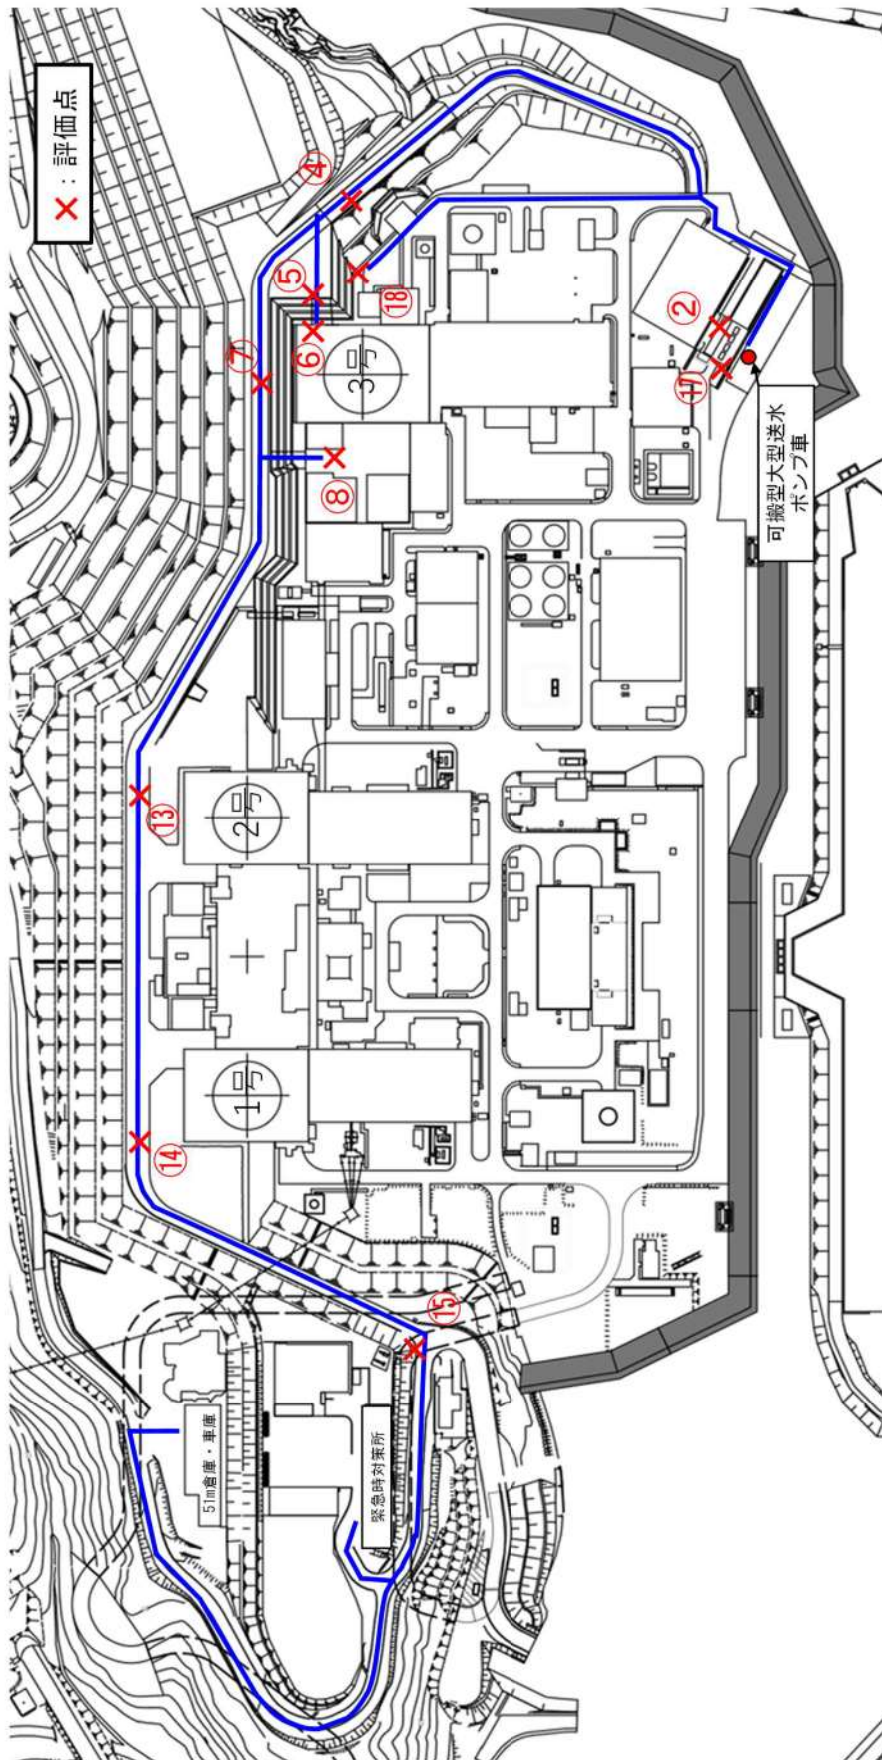 ×：評価点
④
⑤
⑥
⑦
⑱
3号
⑧
②
⑰
可搬型大型送水
ポンプ車
⑬
2号
1号
⑭
⑮
51m倉庫・車庫
緊急時対策所